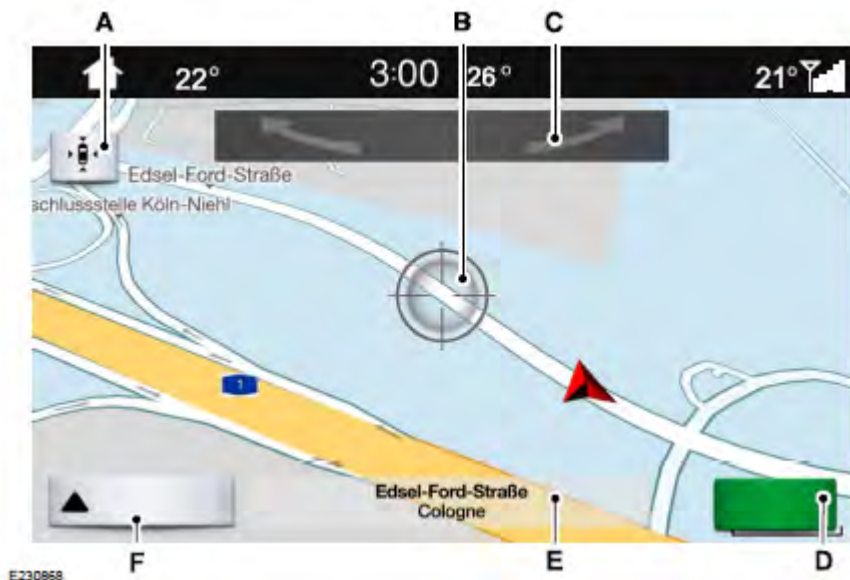 A B C
22° 3:00 26° 21°
Edsel-Ford-Straße
schlussstelle Köln-Niehl
1
Edsel-Ford-Straße
Cologne
F E D
E230868